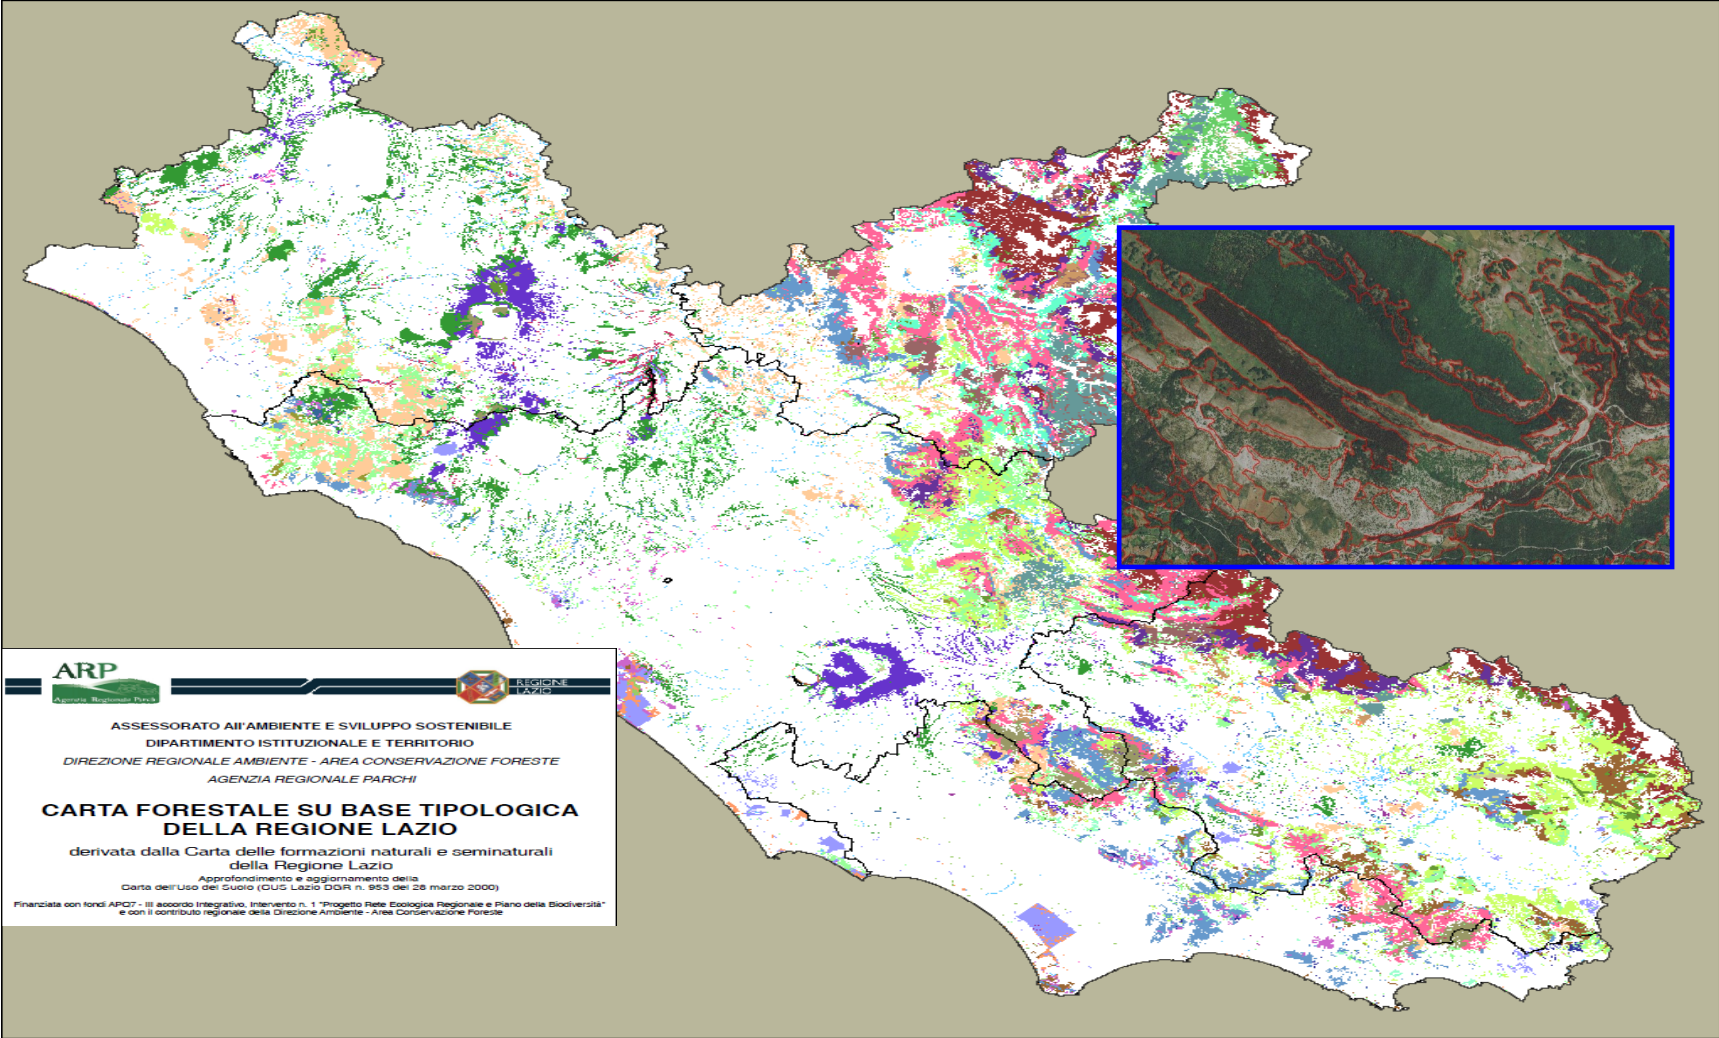 ARP
Agenzia Regionale Parchi
REGIONE
LAZIO
ASSESSORATO All'AMBIENTE E SVILUPPO SOSTENIBILE
DIPARTIMENTO ISTITUZIONALE E TERRITORIO
DIREZIONE REGIONALE AMBIENTE - AREA CONSERVAZIONE FORESTE
AGENZIA REGIONALE PARCHI
CARTA FORESTALE SU BASE TIPOLOGICA
DELLA REGIONE LAZIO
derivata dalla Carta delle formazioni naturali e seminaturali
della Regione Lazio
Approfondimento e aggiornamento della
Carta dell'Uso del Suolo (CUS Lazio DGR n. 953 del 28 marzo 2000)
Finanziata con fondi APQ7 - III accordo Integrativo, Intervento n. 1 "Progetto Rete Ecologica Regionale e Piano della Biodiversità"
e con il contributo regionale della Direzione Ambiente - Area Conservazione Foreste